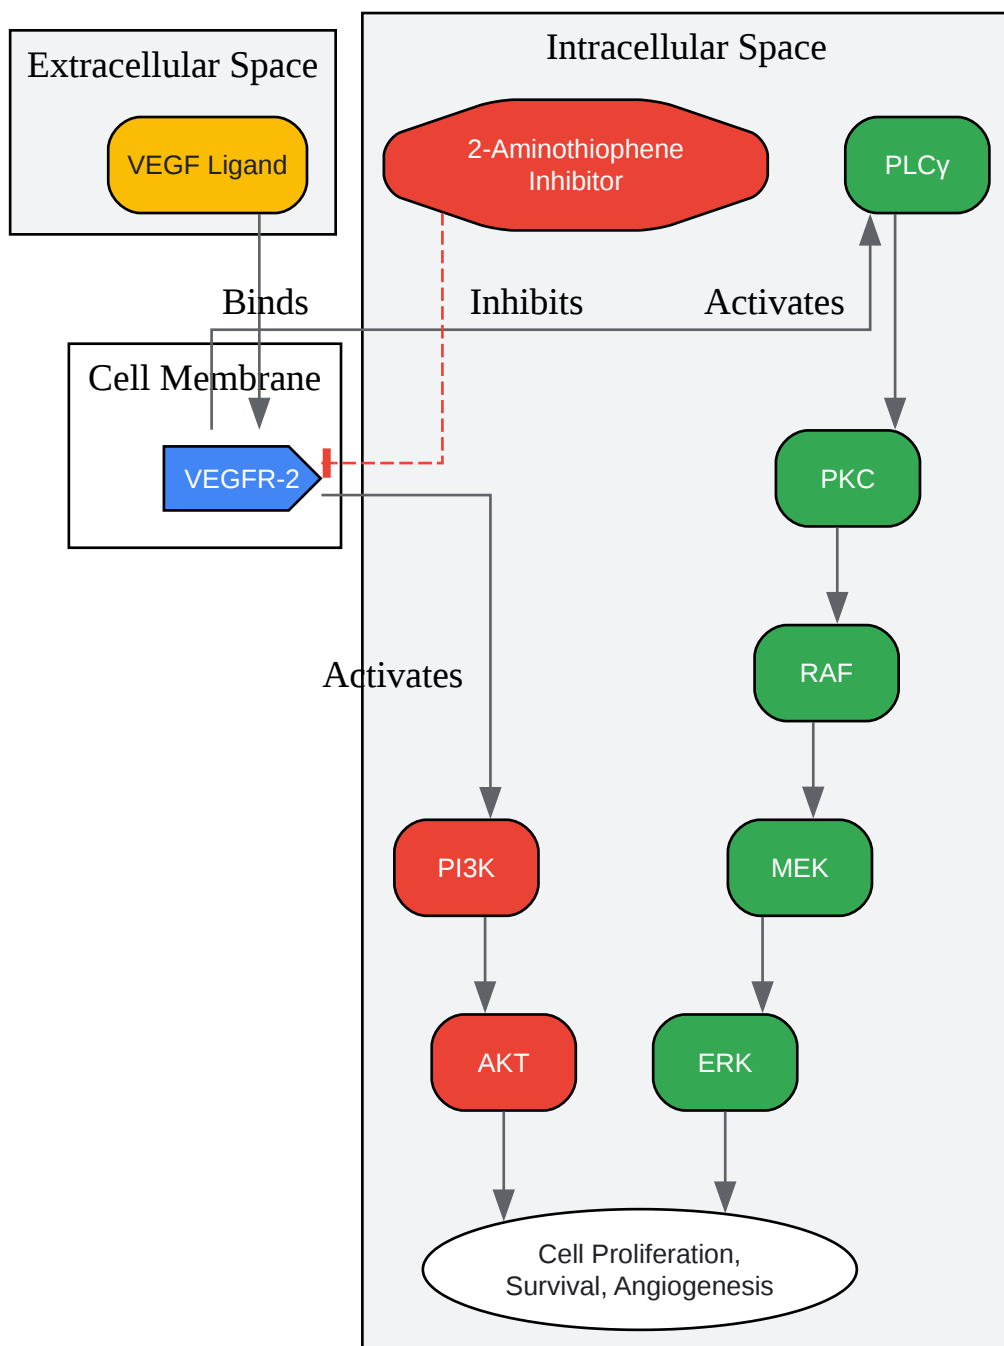 Intracellular Space
Extracellular Space
VEGF Ligand
2-Aminothiophene
Inhibitor
PLCγ
Binds
Inhibits
Activates
Cell Membrane
VEGFR-2
PKC
RAF
Activates
PI3K
MEK
AKT
ERK
Cell Proliferation,
Survival, Angiogenesis